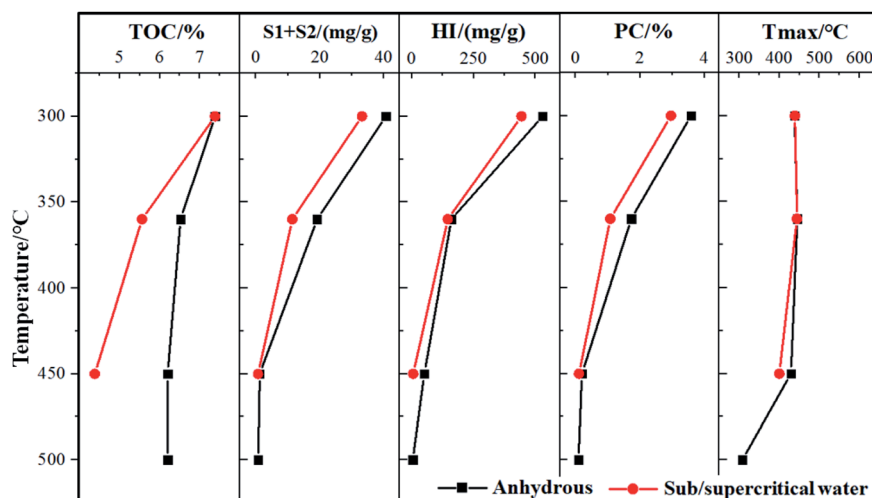 TOC/% S1+S2/(mg/g) HI/(mg/g) PC/% Tmax/°C
5 6 7 0 20 40 0 250 500 0 2 4 300 400 500 600
300
350
400
450
500
Temperature/°C
Anhydrous Sub/supercritical water